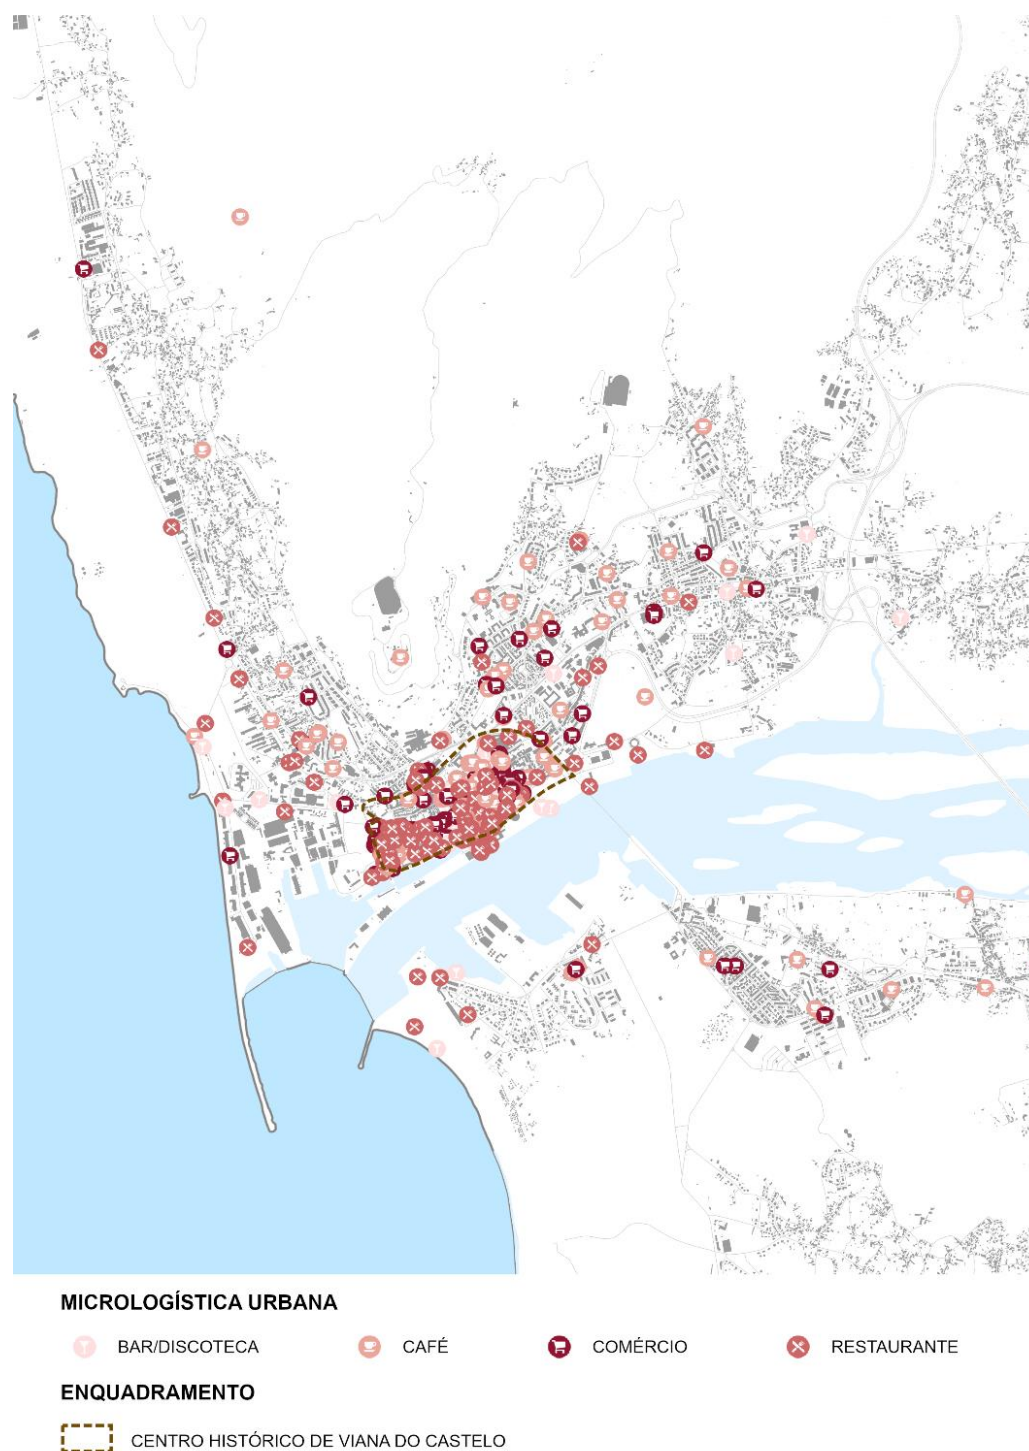 MICROLOGÍSTICA URBANA
BAR/DISCOTECA CAFÉ COMÉRCIO RESTAURANTE
ENQUADRAMENTO
CENTRO HISTÓRICO DE VIANA DO CASTELO